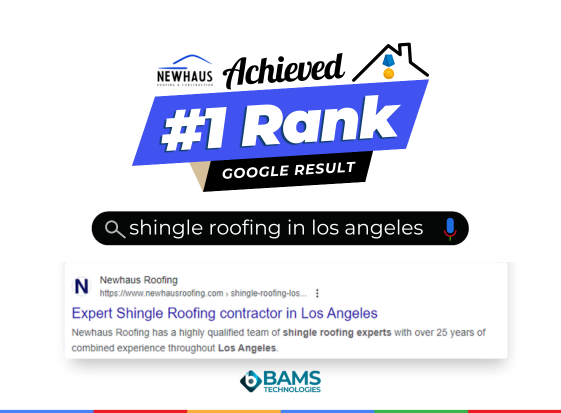 NEWHAUS
ROOFING & CONSTRUCTION
Achieved
#1 Rank
GOOGLE RESULT
shingle roofing in los angeles
N
Newhaus Roofing
https://www.newhausroofing.com › shingle-roofing-los...
Expert Shingle Roofing contractor in Los Angeles
Newhaus Roofing has a highly qualified team of shingle roofing experts with over 25 years of
combined experience throughout Los Angeles.
BAMS
TECHNOLOGIES